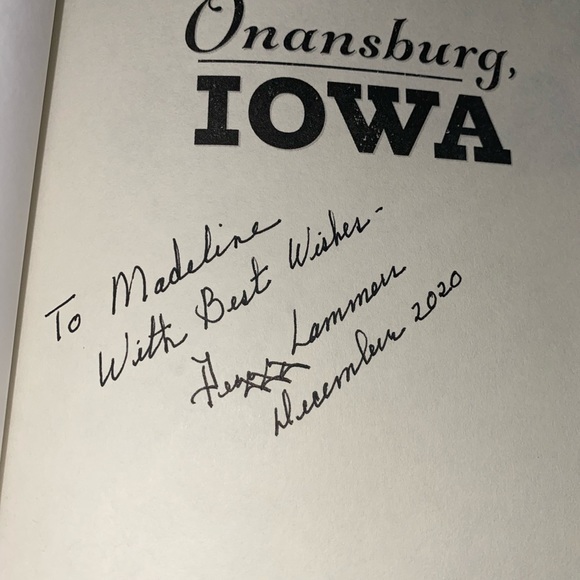 Onansburg,
IOWA
To Madeline
With Best Wishes -
Lammers
December 2020